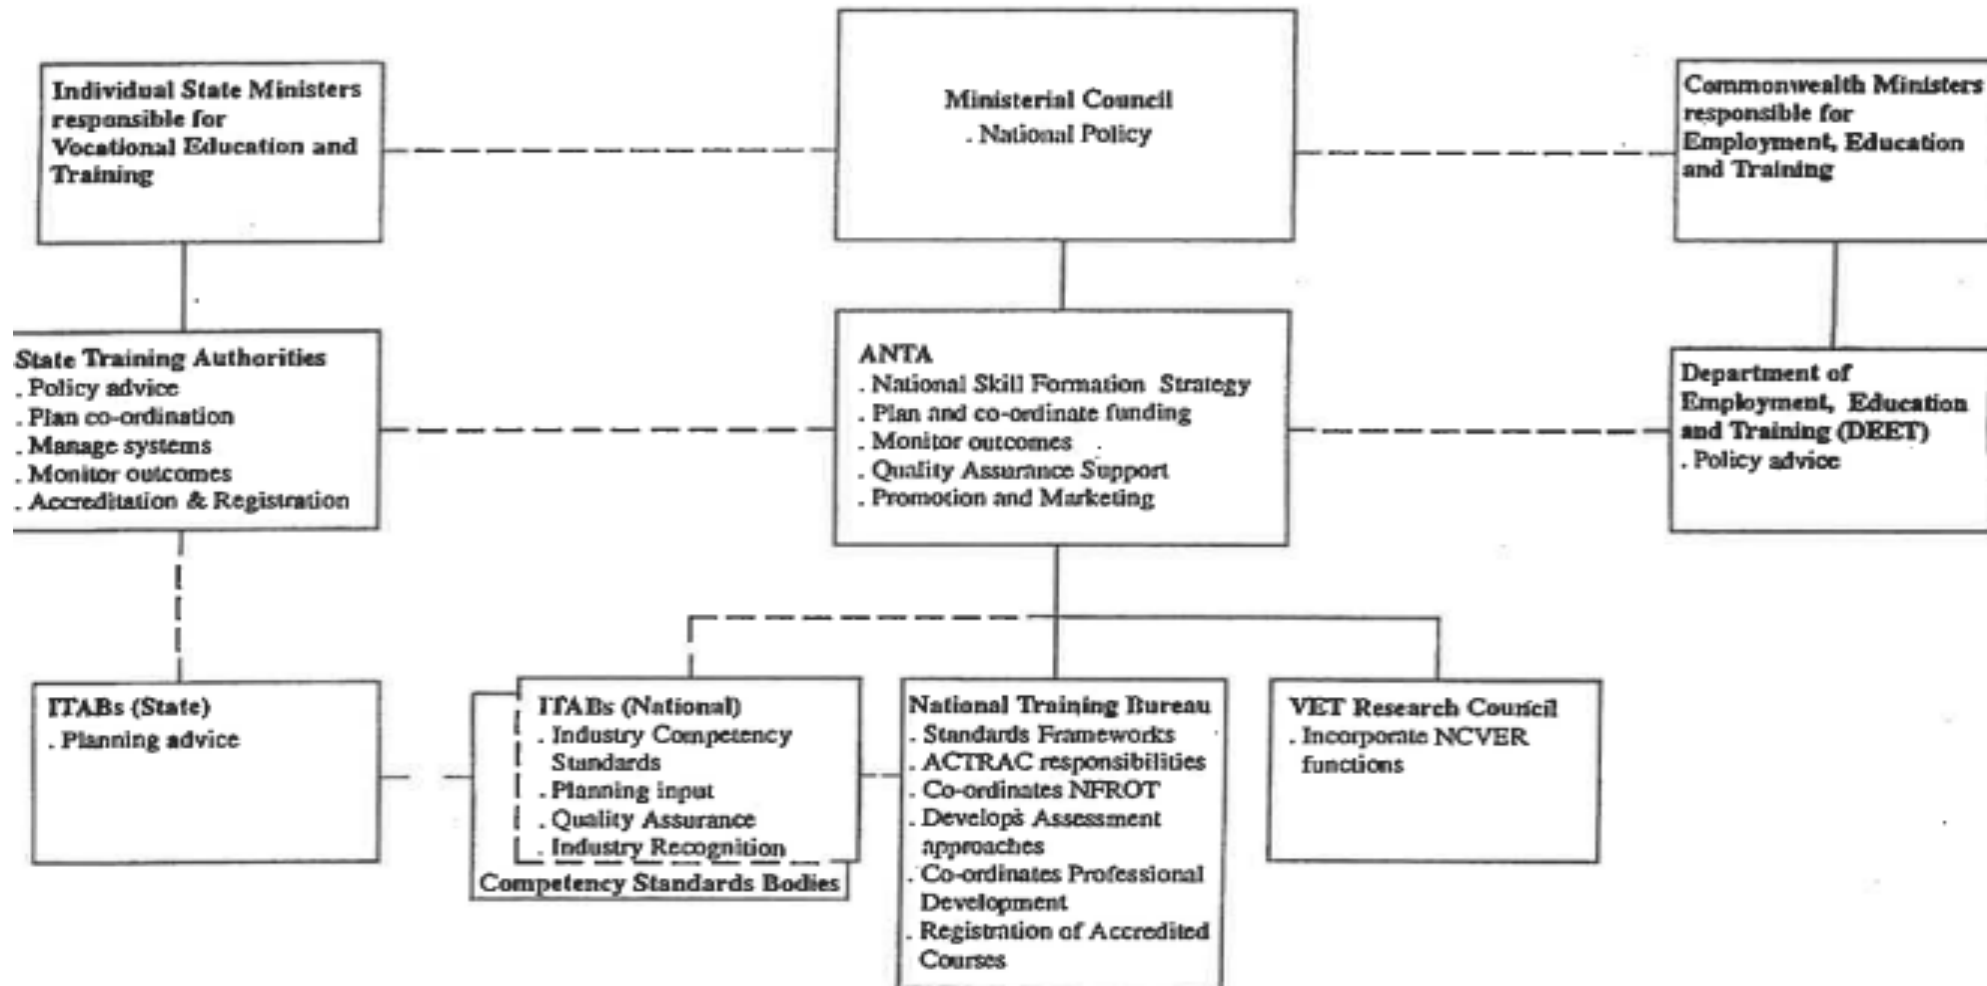 Individual State Ministers
responsible for
Vocational Education and
Training
Ministerial Council
. National Policy
Commonwealth Ministers
responsible for
Employment, Education
and Training
State Training Authorities
. Policy advice
. Plan co-ordination
. Manage systems
. Monitor outcomes
. Accreditation & Registration
ANTA
. National Skill Formation Strategy
. Plan and co-ordinate funding
. Monitor outcomes
. Quality Assurance Support
. Promotion and Marketing
Department of
Employment, Education
and Training (DEET)
. Policy advice
ITABs (State)
. Planning advice
ITABs (National)
. Industry Competency
Standards
. Planning input
. Quality Assurance
. Industry Recognition
Competency Standards Bodies
National Training Bureau
. Standards Frameworks
. ACTRAC responsibilities
. Co-ordinates NFROT
. Develops Assessment
approaches
. Co-ordinates Professional
Development
. Registration of Accredited
Courses
VET Research Council
. Incorporate NCVER
functions